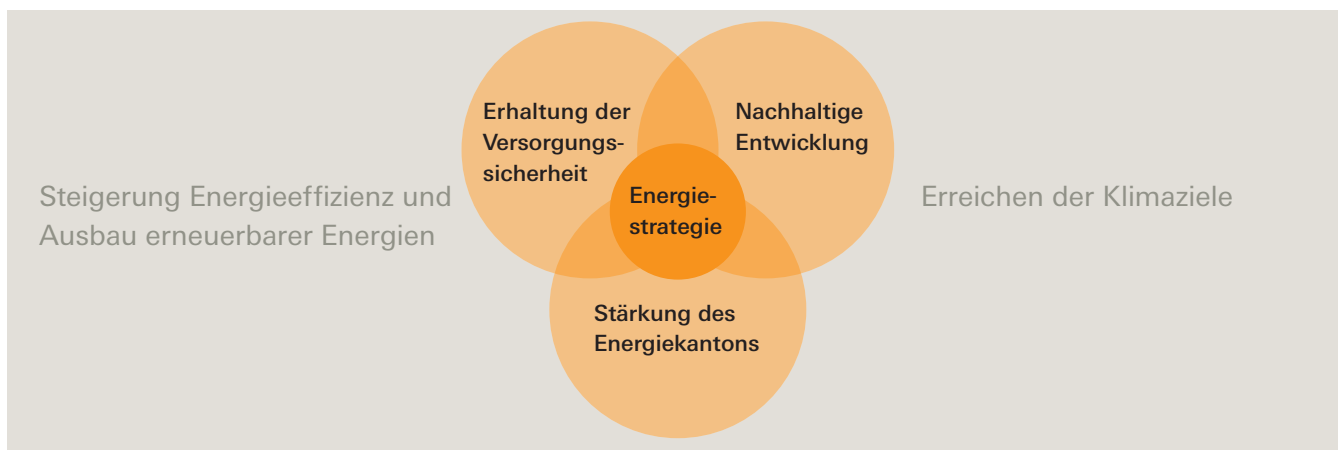 Steigerung Energieeffizienz und
Ausbau erneuerbarer Energien
Erhaltung der
Versorgungs-
sicherheit
Nachhaltige
Entwicklung
Energie-
strategie
Stärkung des
Energiekantons
Erreichen der Klimaziele